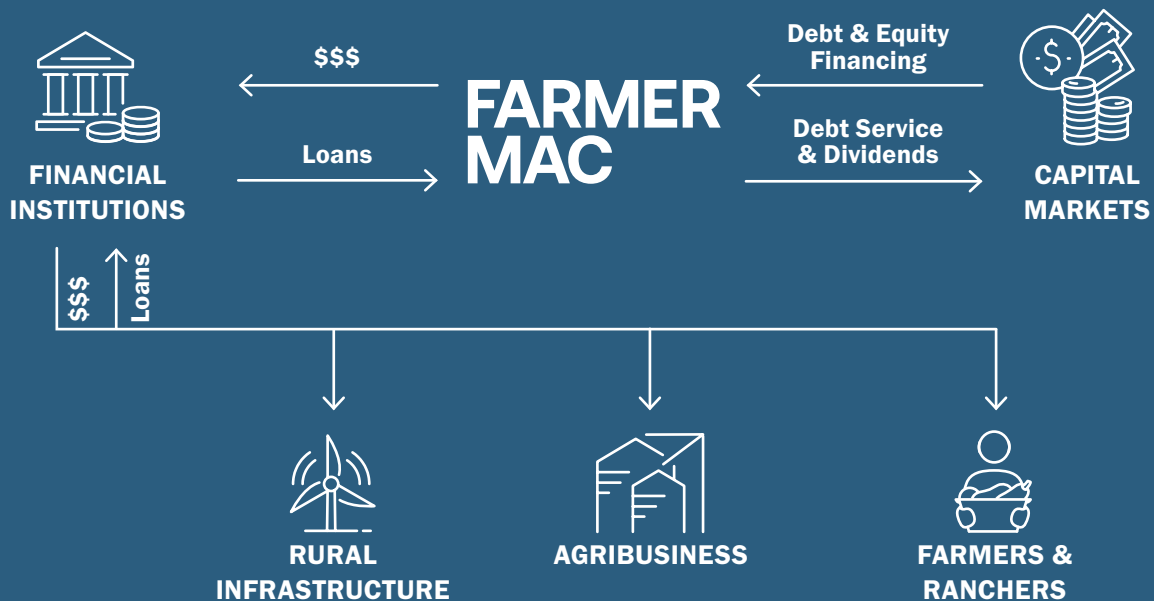 $$$
Debt & Equity
Financing
FARMER
MAC
Loans
Debt Service
& Dividends
FINANCIAL
INSTITUTIONS
CAPITAL
MARKETS
$$$
Loans
RURAL
INFRASTRUCTURE
AGRIBUSINESS
FARMERS &
RANCHERS